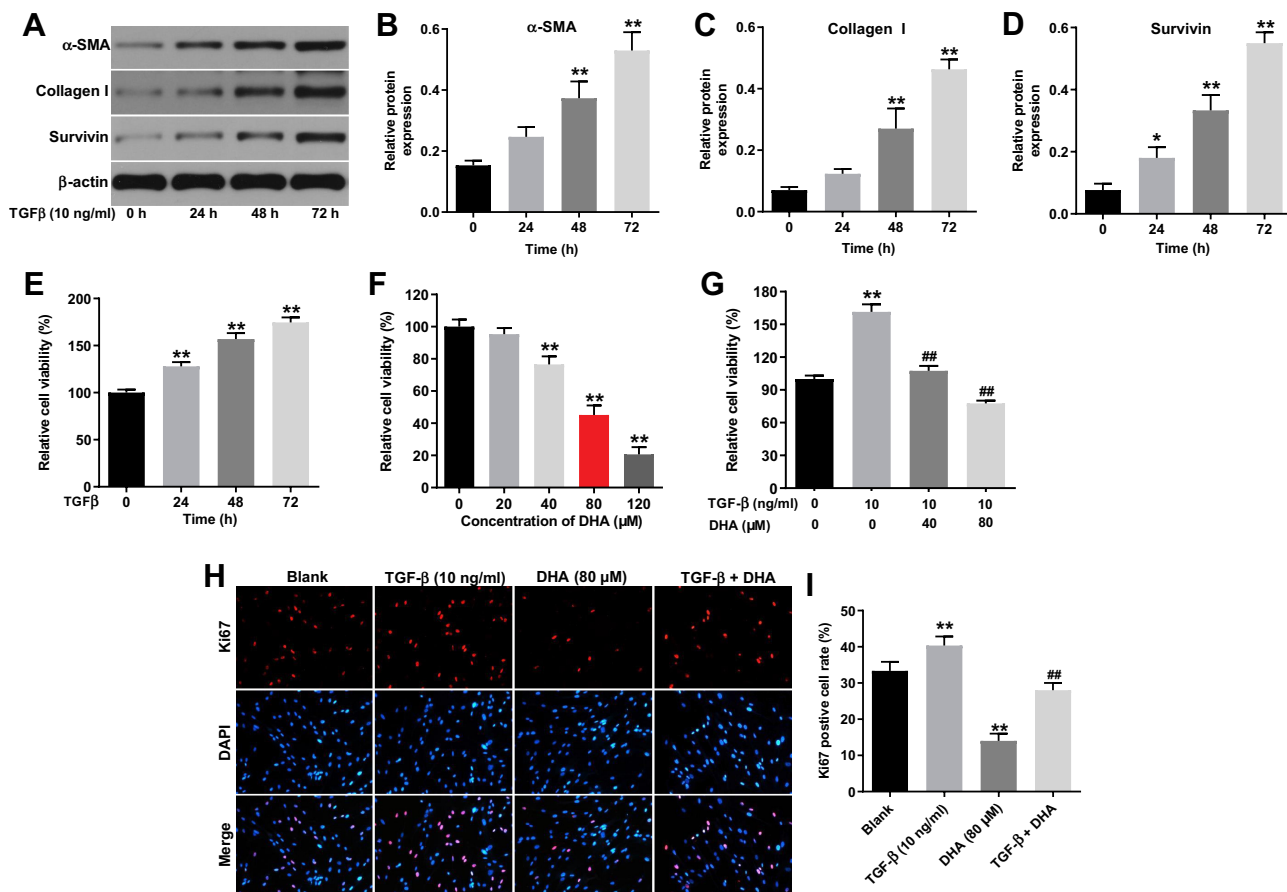 A
α-SMA
Collagen I
Survivin
β-actin
TGFβ (10 ng/ml) 0 h 24 h 48 h 72 h
B
α-SMA
Relative protein
expression
0.6
0.4
0.2
0.0
0 24 48 72
Time (h)
** **
C
Collagen I
Relative protein
expression
0.6
0.4
0.2
0.0
0 24 48 72
Time (h)
** **
D
Survivin
Relative protein
expression
0.6
0.4
0.2
0.0
0 24 48 72
Time (h)
* ** **
E
Relative cell viability (%)
200
150
100
50
0
TGFβ 0 24 48 72
Time (h)
** ** **
F
Relative cell viability (%)
120
100
80
60
40
20
0
0 20 40 80 120
Concentration of DHA (µM)
** ** **
G
Relative cell viability (%)
180
150
120
90
60
30
0
** ## ##
TGF-β (ng/ml) 0 10 10 10
DHA (µM) 0 0 40 80
H
Blank TGF-β (10 ng/ml) DHA (80 µM) TGF-β + DHA
Ki67
DAPI
Merge
I
Ki67 postive cell rate (%)
50
40
30
20
10
0
** ** ##
Blank
TGF-β (10 ng/ml)
DHA (80 µM)
TGF-β + DHA